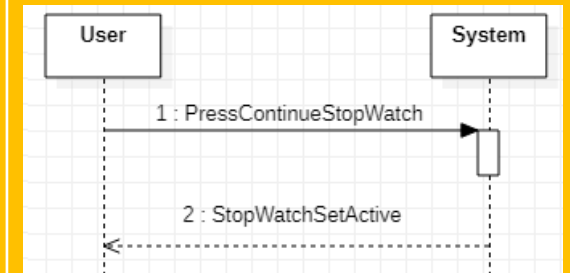 User
System
1 : PressContinueStopWatch
2 : StopWatchSetActive